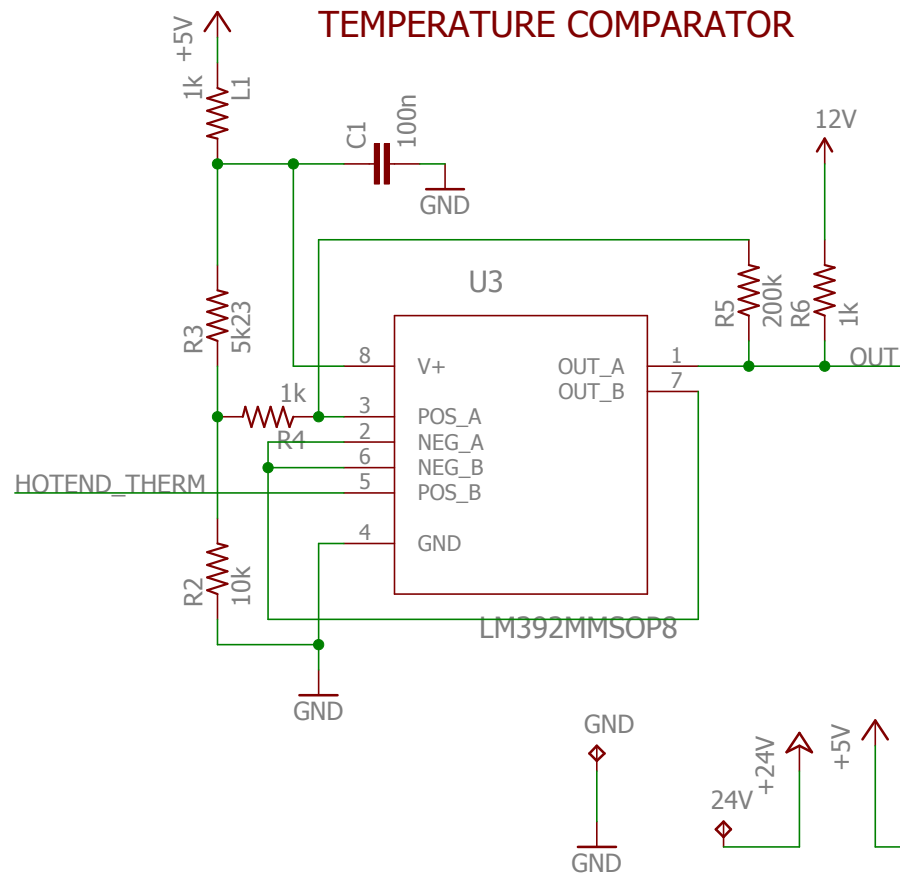 TEMPERATURE COMPARATOR
+5V
1k
L1
C1
100n
GND
12V
U3
R3
5k23
R5
200k
R6
1k
8
V+
OUT_A
1
OUT
OUT_B
7
1k
R4
3
POS_A
2
NEG_A
6
NEG_B
HOTEND_THERM
5
POS_B
4
GND
R2
10k
LM392MMSOP8
GND
GND
GND
24V
+24V
+5V